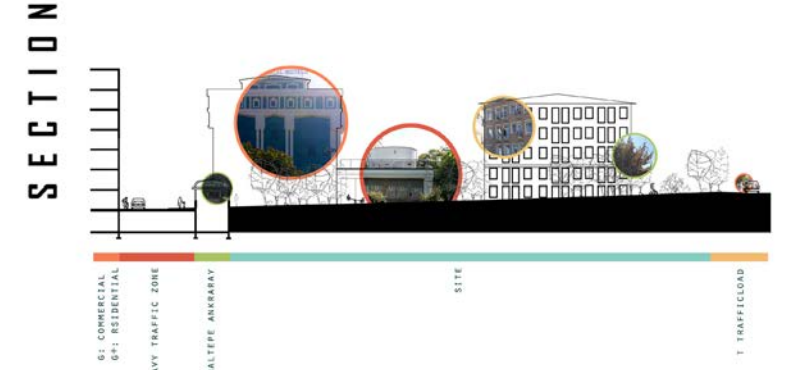 SECTION
G: COMMERCIAL
G+: RSIDENTIAL
VY TRAFFIC ZONE
ALTEPE ANKRARAY
SITE
T TRAFFICLOAD